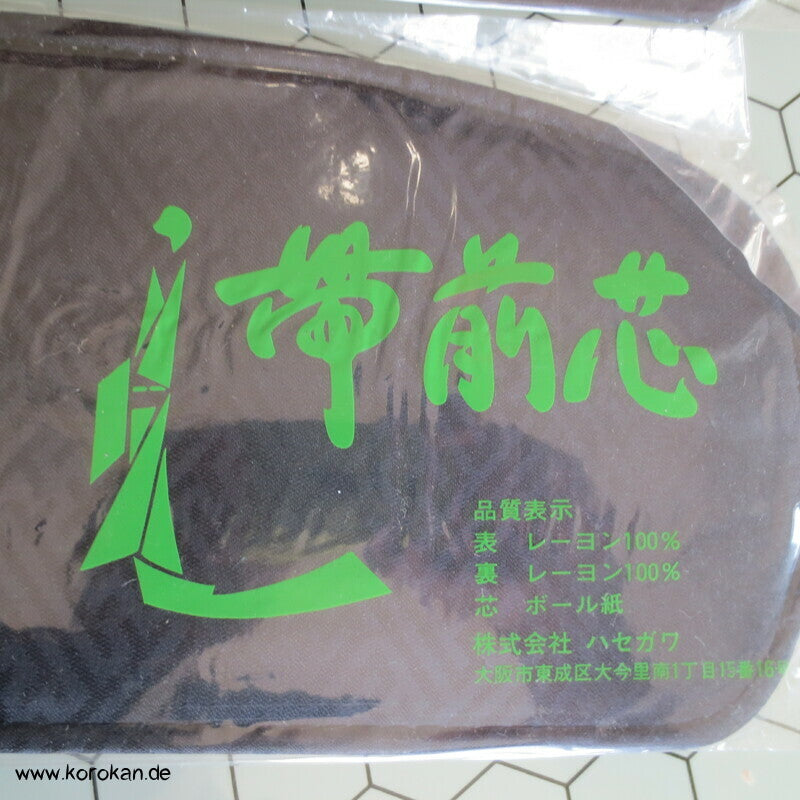 帯前芯
品質表示
表 レーヨン100%
裏 レーヨン100%
芯 ボール紙
株式会社 ハセガワ
大阪市東成区大今里南1丁目15番16号
www.korokan.de